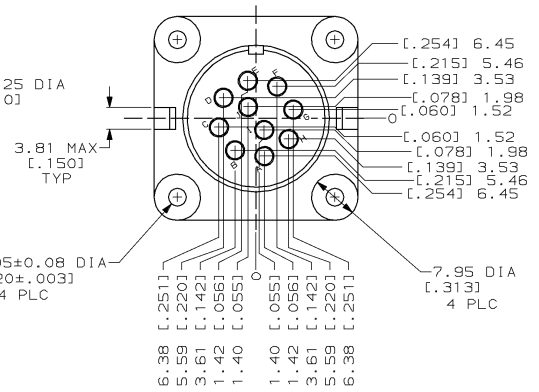 25 DIA
0]
3.81 MAX
[.150]
TYP
5±0.08 DIA
20±.003]
4 PLC
E
F
D
G
C
H
B
A
[.254] 6.45
[.215] 5.46
[.139] 3.53
[.078] 1.98
[.060] 1.52
0
[.060] 1.52
[.078] 1.98
[.139] 3.53
[.215] 5.46
[.254] 6.45
7.95 DIA
[.313]
4 PLC
6.38 [.251]
5.59 [.220]
3.61 [.142]
1.42 [.056]
1.40 [.055]
0
1.40 [.055]
1.42 [.056]
3.61 [.142]
5.59 [.220]
6.38 [.251]